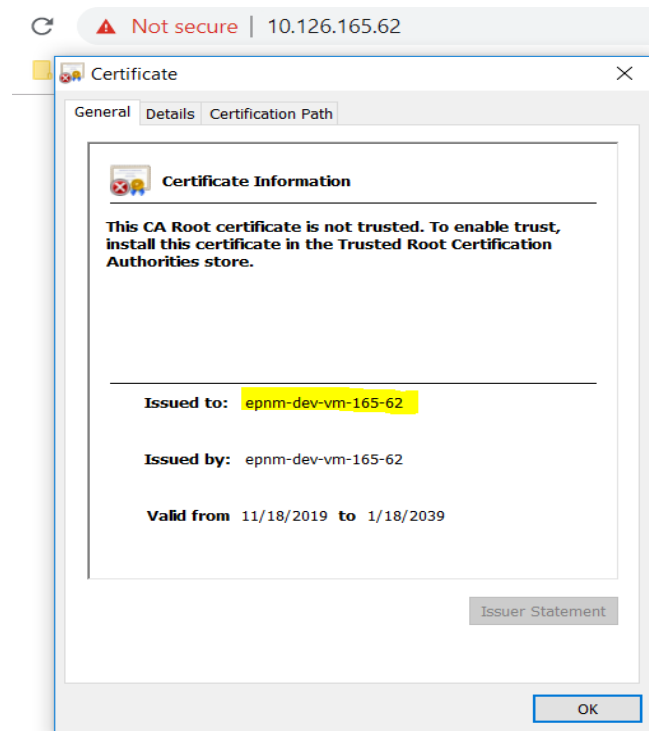 Not secure | 10.126.165.62
Certificate
General Details Certification Path
Certificate Information
This CA Root certificate is not trusted. To enable trust,
install this certificate in the Trusted Root Certification
Authorities store.
Issued to: epnm-dev-vm-165-62
Issued by: epnm-dev-vm-165-62
Valid from 11/18/2019 to 1/18/2039
Issuer Statement
OK